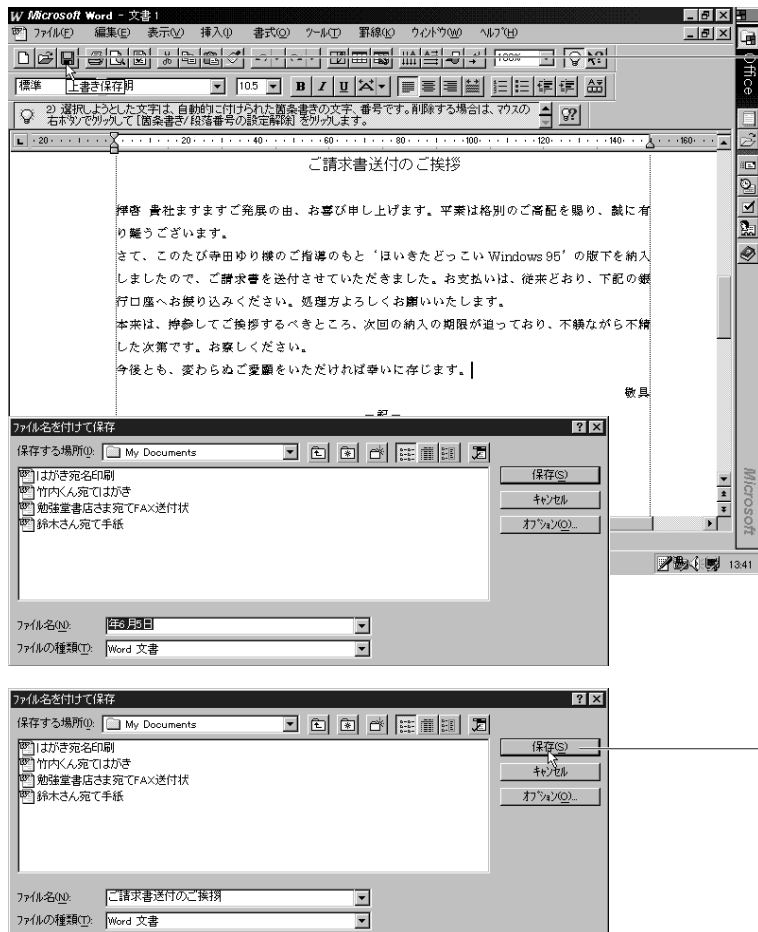 Microsoft Word - 文書 1
ファイル(F) 編集(E) 表示(V) 挿入(I) 書式(O) ツール(T) 罫線(K) ウィンドウ(W) ヘルプ(H)
100%
標準 上書き保存 明 10.5 B I U
2) 選択しようとした文字は、自動的に付けられた箇条書きの文字、番号です。削除する場合は、マウスの
右ボタンでクリックして [箇条書き/段落番号の設定解除] をクリックします。
20 20 40 60 80 100 120 140 160
ご請求書送付のご挨拶
拝啓 貴社ますますご発展の由、お喜び申し上げます。平素は格別のご高配を賜り、誠に有
り難うございます。
さて、このたび寺田ゆり様のご指導のもと‘ほいきたどっこい Windows 95’の版下を納入
しましたので、ご請求書を送付させていただきました。お支払いは、従来どおり、下記の銀
行口座へお振り込みください。処理方よろしくお願いいたします。
本来は、持参してご挨拶するべきところ、次回の納入の期限が迫っており、不躾ながら不精
した次第です。お察しください。
今後とも、変わらぬご愛顧をいただければ幸いに存じます。
敬具
Office
Microsoft
13:41
ファイル名を付けて保存
保存する場所(I): My Documents
はがき宛名印刷
竹内くん宛てはがき
勉強堂書店さま宛てFAX送付状
鈴木さん宛て手紙
保存(S)
キャンセル
オプション(O)...
ファイル名(N): 年6月5日
ファイルの種類(T): Word 文書
ファイル名を付けて保存
保存する場所(I): My Documents
はがき宛名印刷
竹内くん宛てはがき
勉強堂書店さま宛てFAX送付状
鈴木さん宛て手紙
保存(S)
キャンセル
オプション(O)...
ファイル名(N): ご請求書送付のご挨拶
ファイルの種類(T): Word 文書